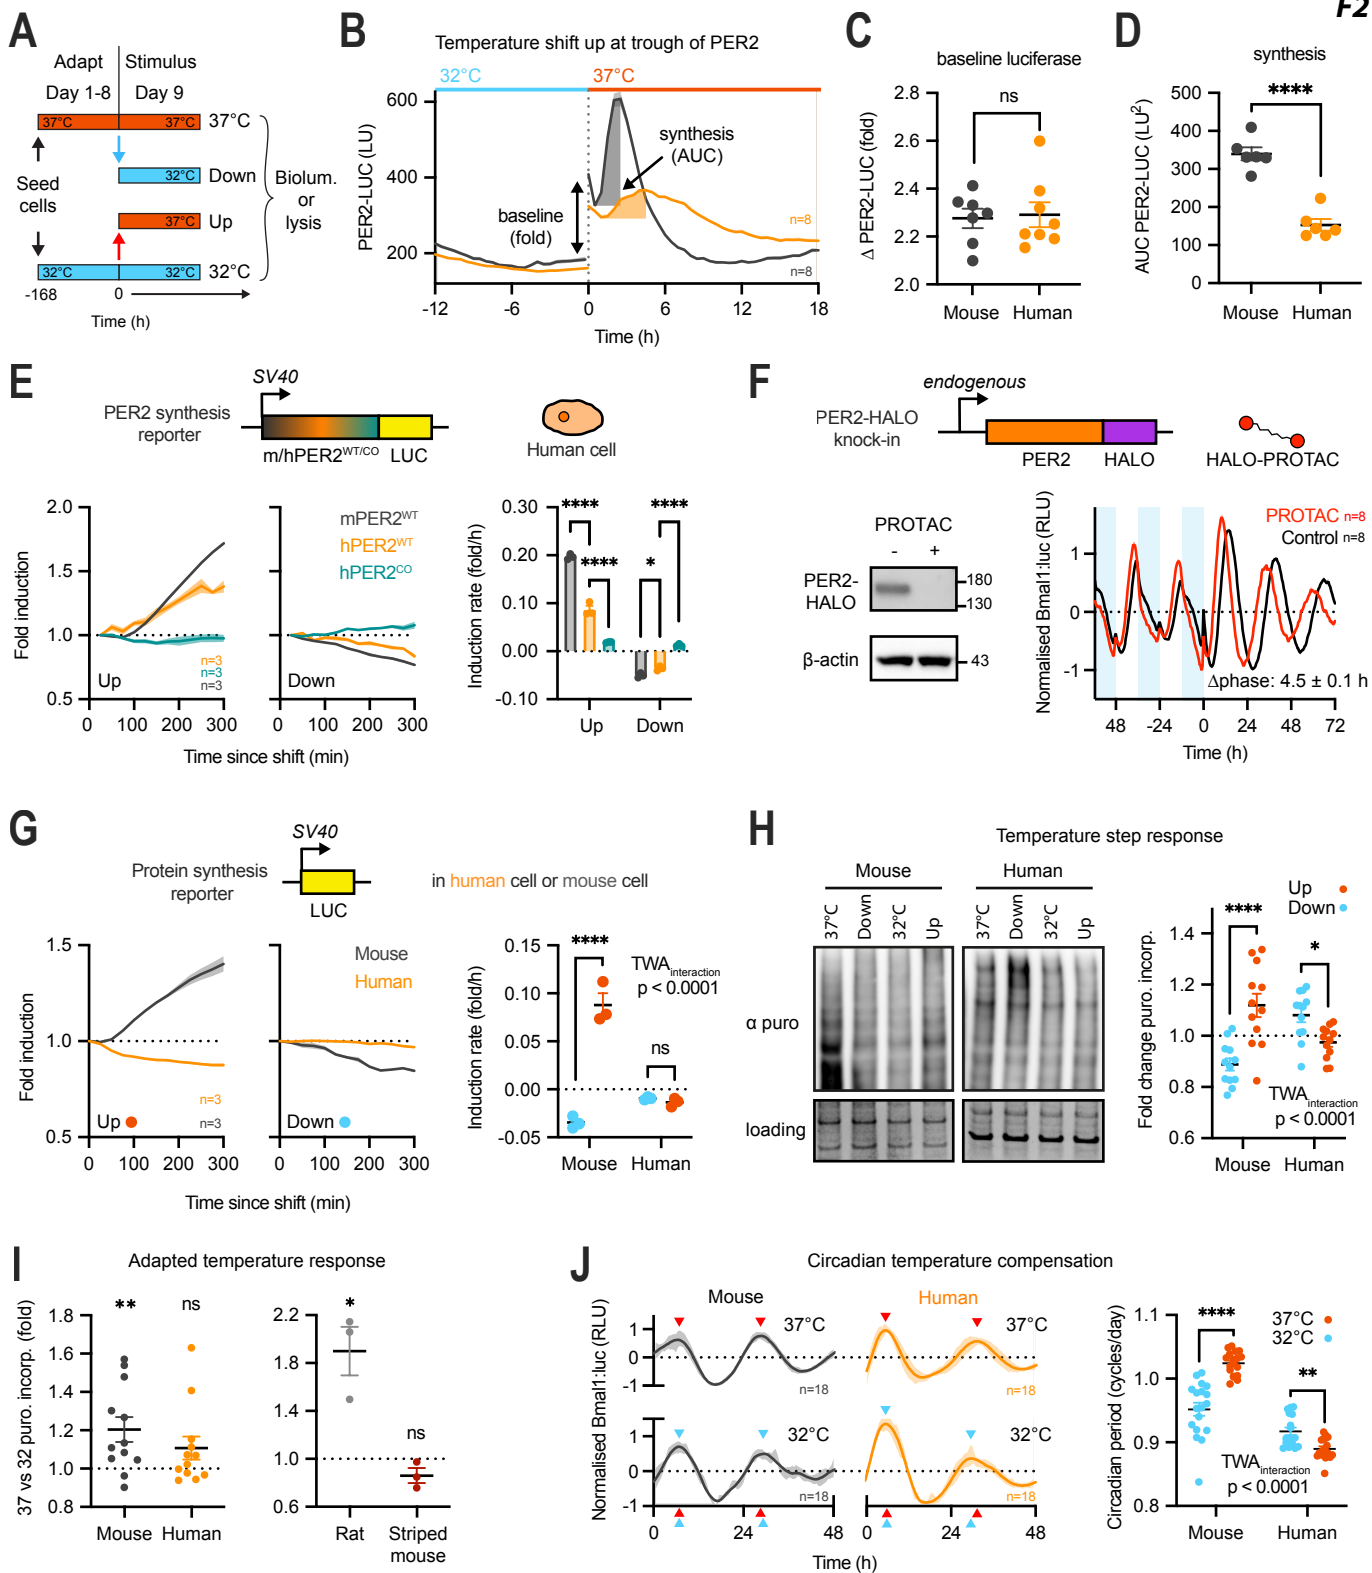 F2
A
Adapt
Stimulus
Day 1-8
Day 9
37°C
37°C
37°C
32°C
Down
Seed
cells
Biolum.
or
lysis
37°C
Up
32°C
32°C
32°C
-168
0
Time (h)
B
Temperature shift up at trough of PER2
32°C
37°C
PER2-LUC (LU)
600
400
200
synthesis
(AUC)
baseline
(fold)
n=8
n=8
-12
-6
0
6
12
18
Time (h)
C
baseline luciferase
Δ PER2-LUC (fold)
2.8
2.6
2.4
2.2
2.0
ns
Mouse
Human
D
synthesis
AUC PER2-LUC (LU²)
500
400
300
200
100
0
****
Mouse
Human
E
PER2 synthesis
reporter
SV40
m/hPER2WT/CO
LUC
Human cell
Fold induction
2.0
1.5
1.0
0.5
n=3
n=3
n=3
Up
Down
mPER2WT
hPER2WT
hPER2CO
0
100
200
300
0
100
200
300
Time since shift (min)
Induction rate (fold/h)
0.30
0.20
0.10
0.00
-0.10
****
****
****
*
Up
Down
F
endogenous
PER2-HALO
knock-in
PER2
HALO
HALO-PROTAC
PROTAC
-
+
PER2-
HALO
180
130
β-actin
43
Normalised Bmal1:luc (RLU)
1
0
-1
PROTAC n=8
Control n=8
Δphase: 4.5 ± 0.1 h
48
-24
0
24
48
72
Time (h)
G
Protein synthesis
reporter
SV40
LUC
in human cell or mouse cell
Fold induction
1.5
1.0
0.5
n=3
n=3
Up
Down
Mouse
Human
0
100
200
300
0
100
200
300
Time since shift (min)
Induction rate (fold/h)
0.15
0.10
0.05
0.00
-0.05
****
TWAinteraction
p < 0.0001
ns
Mouse
Human
H
Temperature step response
Mouse
Human
37°C
Down
32°C
Up
37°C
Down
32°C
Up
α puro
loading
Fold change puro. incorp.
1.4
1.2
1.0
0.8
0.6
Up
Down
****
*
TWAinteraction
p < 0.0001
Mouse
Human
I
Adapted temperature response
37 vs 32 puro. incorp. (fold)
1.8
1.6
1.4
1.2
1.0
0.8
**
ns
Mouse
Human
2.2
1.8
1.4
1.0
0.6
*
ns
Rat
Striped
mouse
J
Circadian temperature compensation
Mouse
Human
Normalised Bmal1:luc (RLU)
1
0
-1
37°C
n=18
37°C
n=18
1
0
-1
32°C
n=18
32°C
n=18
0
24
48
0
24
48
Time (h)
Circadian period (cycles/day)
1.1
1.0
0.9
0.8
****
37°C
32°C
**
TWAinteraction
p < 0.0001
Mouse
Human